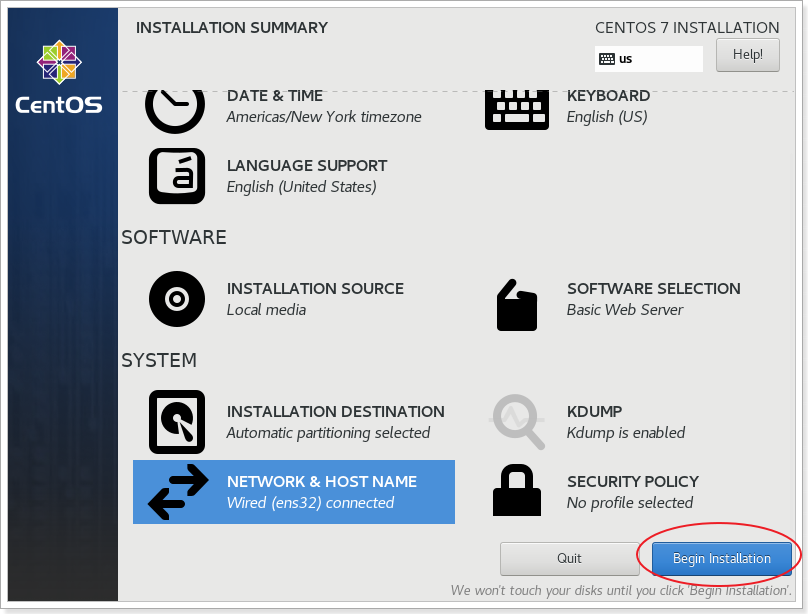 INSTALLATION SUMMARY
CENTOS 7 INSTALLATION
us
Help!
CentOS
DATE & TIME
Americas/New York timezone
KEYBOARD
English (US)
á
LANGUAGE SUPPORT
English (United States)
SOFTWARE
INSTALLATION SOURCE
Local media
SOFTWARE SELECTION
Basic Web Server
SYSTEM
INSTALLATION DESTINATION
Automatic partitioning selected
KDUMP
Kdump is enabled
NETWORK & HOST NAME
Wired (ens32) connected
SECURITY POLICY
No profile selected
Quit
Begin Installation
We won't touch your disks until you click 'Begin Installation'.